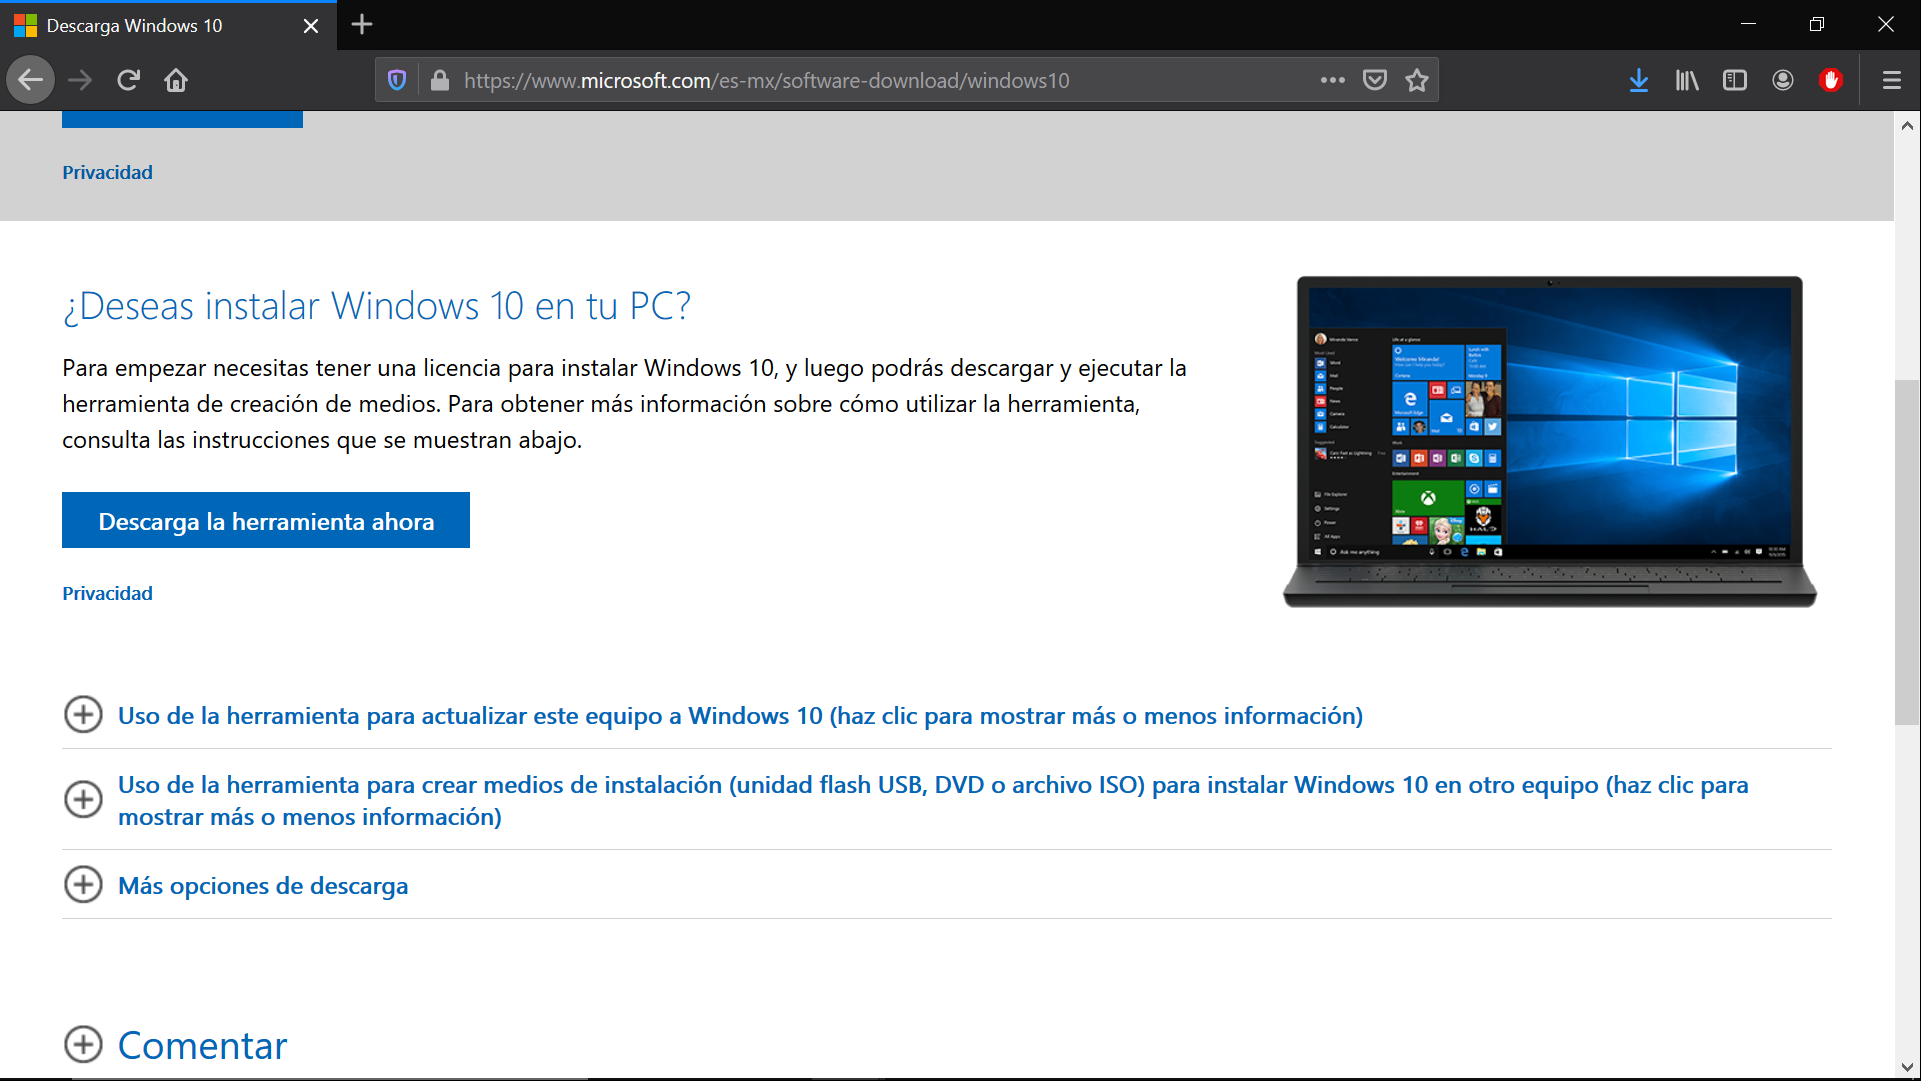 Descarga Windows 10
https://www.microsoft.com/es-mx/software-download/windows10
Privacidad
¿Deseas instalar Windows 10 en tu PC?
Para empezar necesitas tener una licencia para instalar Windows 10, y luego podrás descargar y ejecutar la
herramienta de creación de medios. Para obtener más información sobre cómo utilizar la herramienta,
consulta las instrucciones que se muestran abajo.
Descarga la herramienta ahora
Privacidad
Uso de la herramienta para actualizar este equipo a Windows 10 (haz clic para mostrar más o menos información)
Uso de la herramienta para crear medios de instalación (unidad flash USB, DVD o archivo ISO) para instalar Windows 10 en otro equipo (haz clic para
mostrar más o menos información)
Más opciones de descarga
Comentar